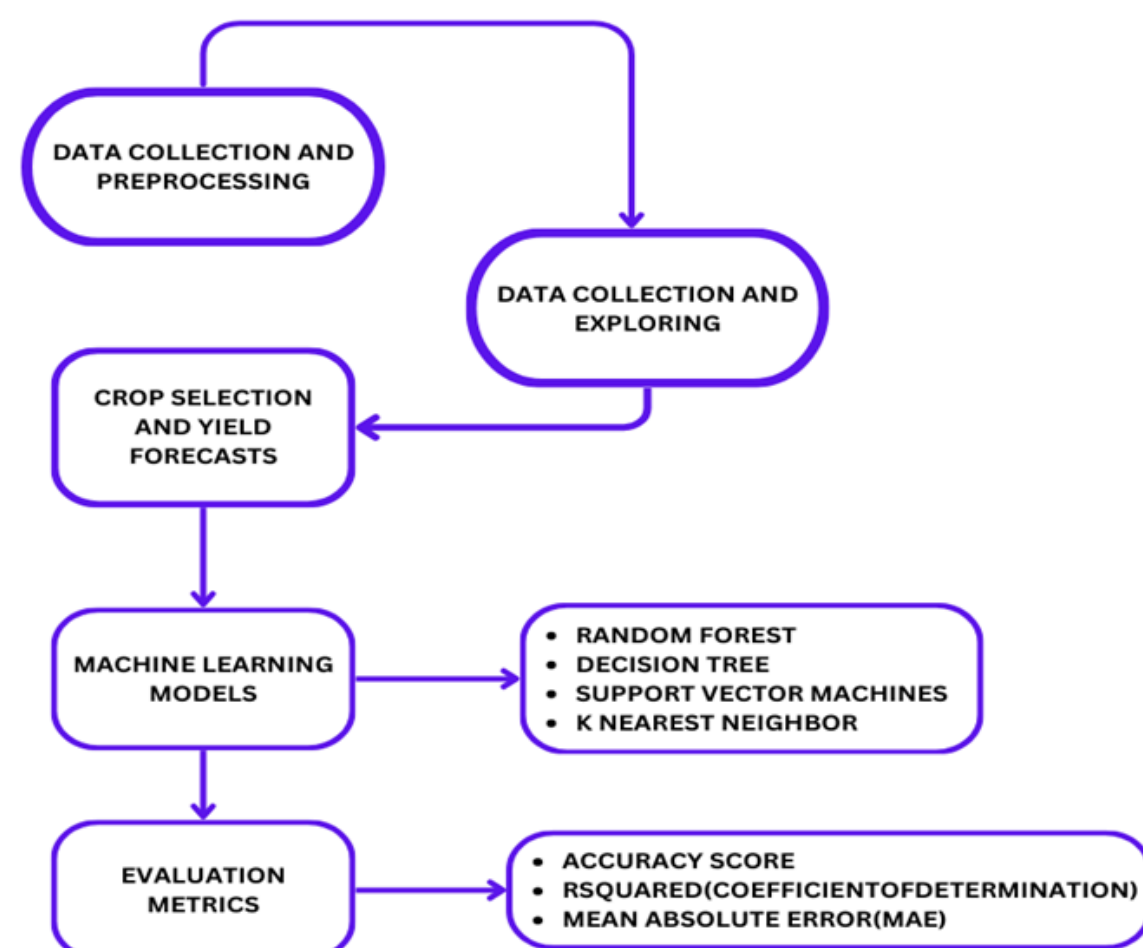 DATA COLLECTION AND
PREPROCESSING
DATA COLLECTION AND
EXPLORING
CROP SELECTION
AND YIELD
FORECASTS
MACHINE LEARNING
MODELS
• RANDOM FOREST
• DECISION TREE
• SUPPORT VECTOR MACHINES
• K NEAREST NEIGHBOR
EVALUATION
METRICS
• ACCURACY SCORE
• RSQUARED(COEFFICIENTOFDETERMINATION)
• MEAN ABSOLUTE ERROR(MAE)